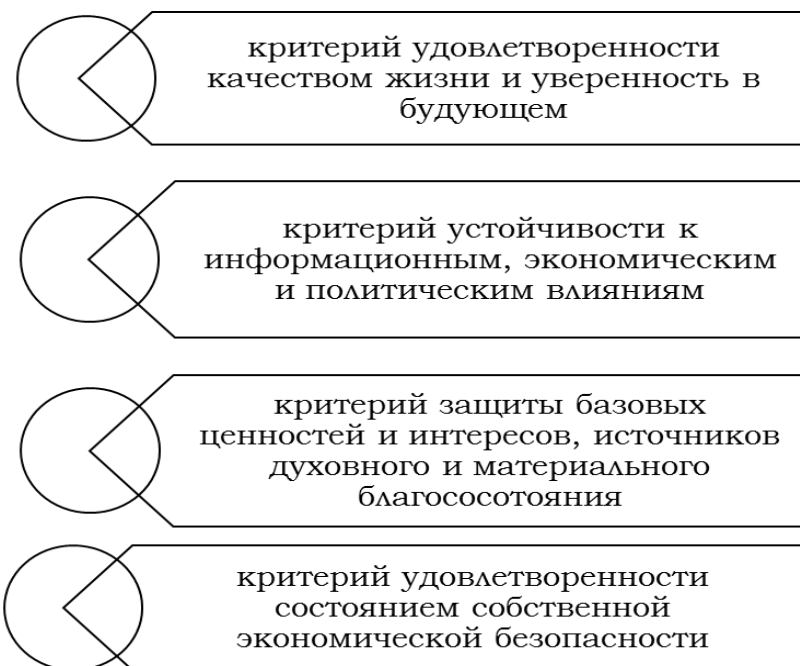 критерий удовлетворенности
качеством жизни и уверенность в
будующем
критерий устойчивости к
информационным, экономическим
и политическим влияниям
критерий защиты базовых
ценностей и интересов, источников
духовного и материального
благососотояния
критерий удовлетворенности
состоянием собственной
экономической безопасности